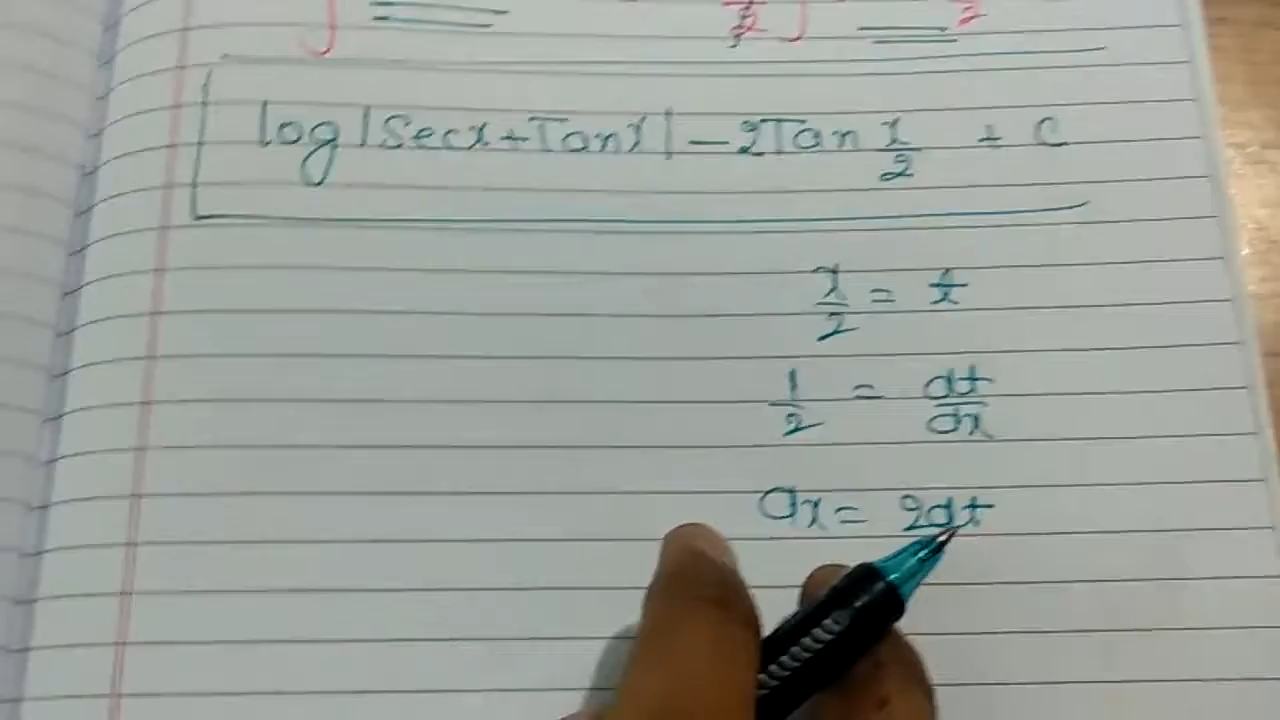 log|Secx+Tanx| - 2Tan x/2 + C
x/2 = t
1/2 = dt/dx
dx = 2dt